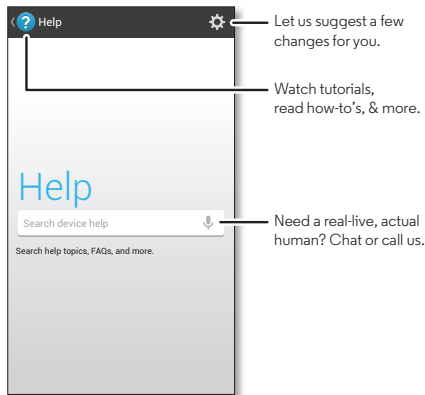 ? Help
Let us suggest a few
changes for you.
Watch tutorials,
read how-to's, & more.
Help
Search device help
Need a real-live, actual
human? Chat or call us.
Search help topics, FAQs, and more.